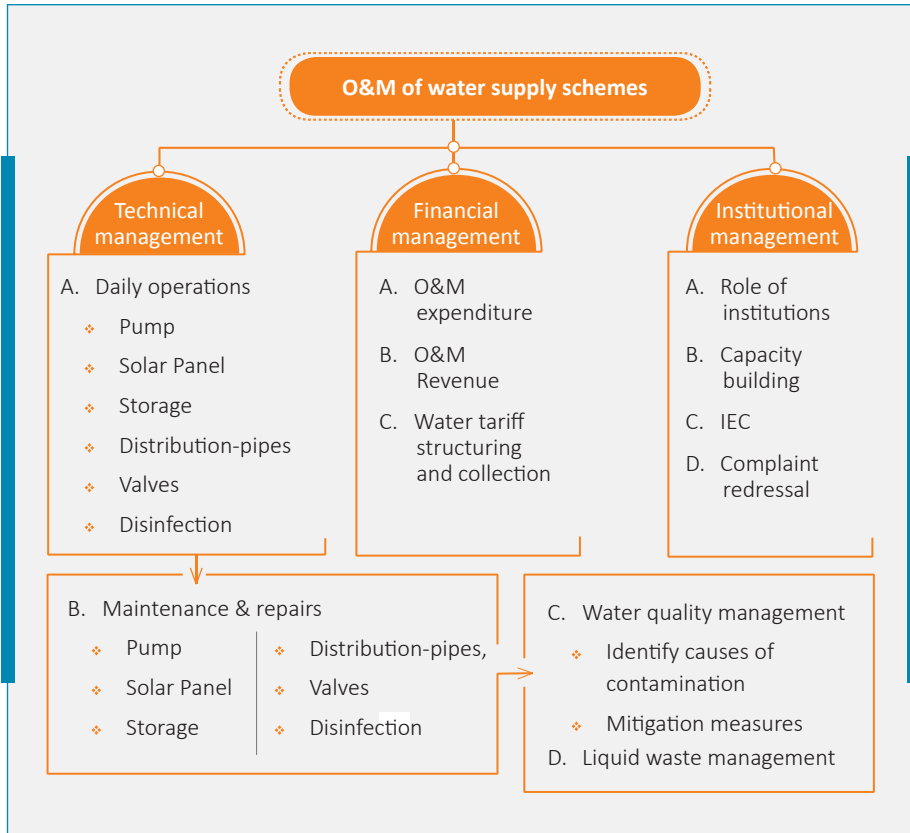 O&M of water supply schemes
Technical
management
A. Daily operations
❖ Pump
❖ Solar Panel
❖ Storage
❖ Distribution-pipes
❖ Valves
❖ Disinfection
Financial
management
A. O&M
expenditure
B. O&M
Revenue
C. Water tariff
structuring
and collection
Institutional
management
A. Role of
institutions
B. Capacity
building
C. IEC
D. Complaint
redressal
B. Maintenance & repairs
❖ Pump
❖ Solar Panel
❖ Storage
❖ Distribution-pipes,
❖ Valves
❖ Disinfection
C. Water quality management
❖ Identify causes of
contamination
❖ Mitigation measures
D. Liquid waste management